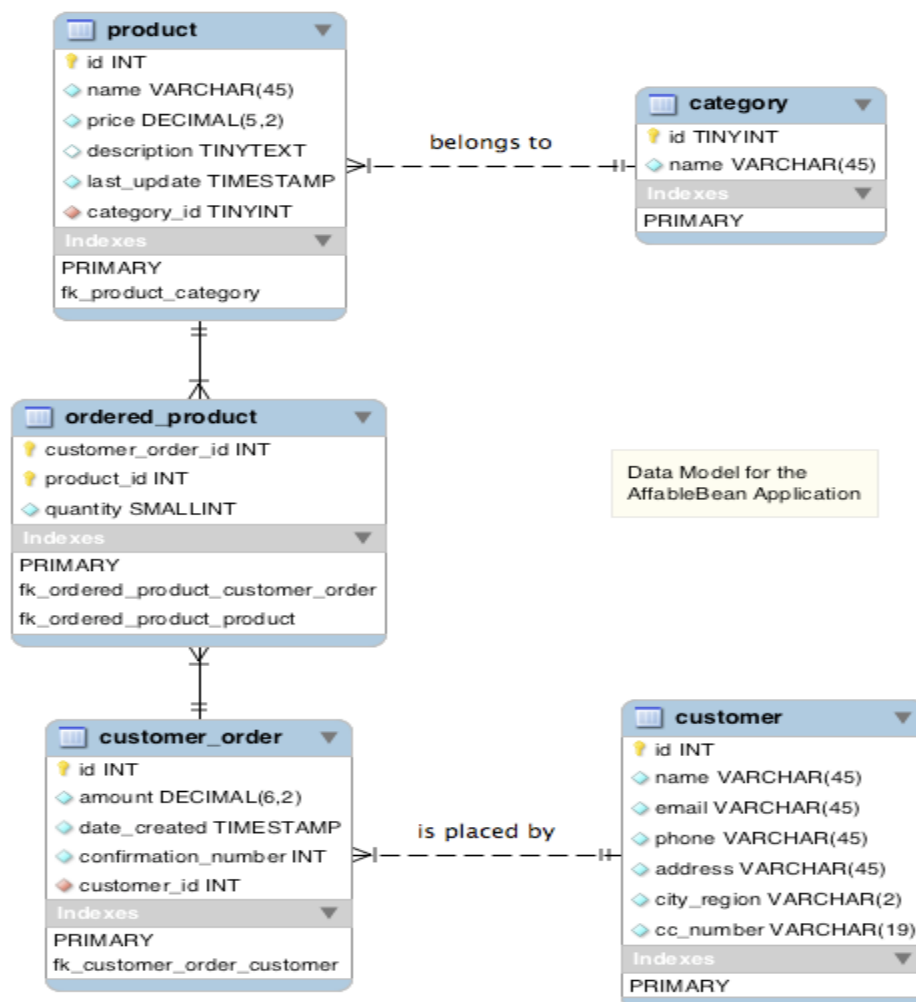 product
id INT
name VARCHAR(45)
price DECIMAL(5,2)
description TINYTEXT
last_update TIMESTAMP
category_id TINYINT
Indexes
PRIMARY
fk_product_category
belongs to
category
id TINYINT
name VARCHAR(45)
Indexes
PRIMARY
ordered_product
customer_order_id INT
product_id INT
quantity SMALLINT
Indexes
PRIMARY
fk_ordered_product_customer_order
fk_ordered_product_product
Data Model for the
AffableBean Application
customer_order
id INT
amount DECIMAL(6,2)
date_created TIMESTAMP
confirmation_number INT
customer_id INT
Indexes
PRIMARY
fk_customer_order_customer
is placed by
customer
id INT
name VARCHAR(45)
email VARCHAR(45)
phone VARCHAR(45)
address VARCHAR(45)
city_region VARCHAR(2)
cc_number VARCHAR(19)
Indexes
PRIMARY